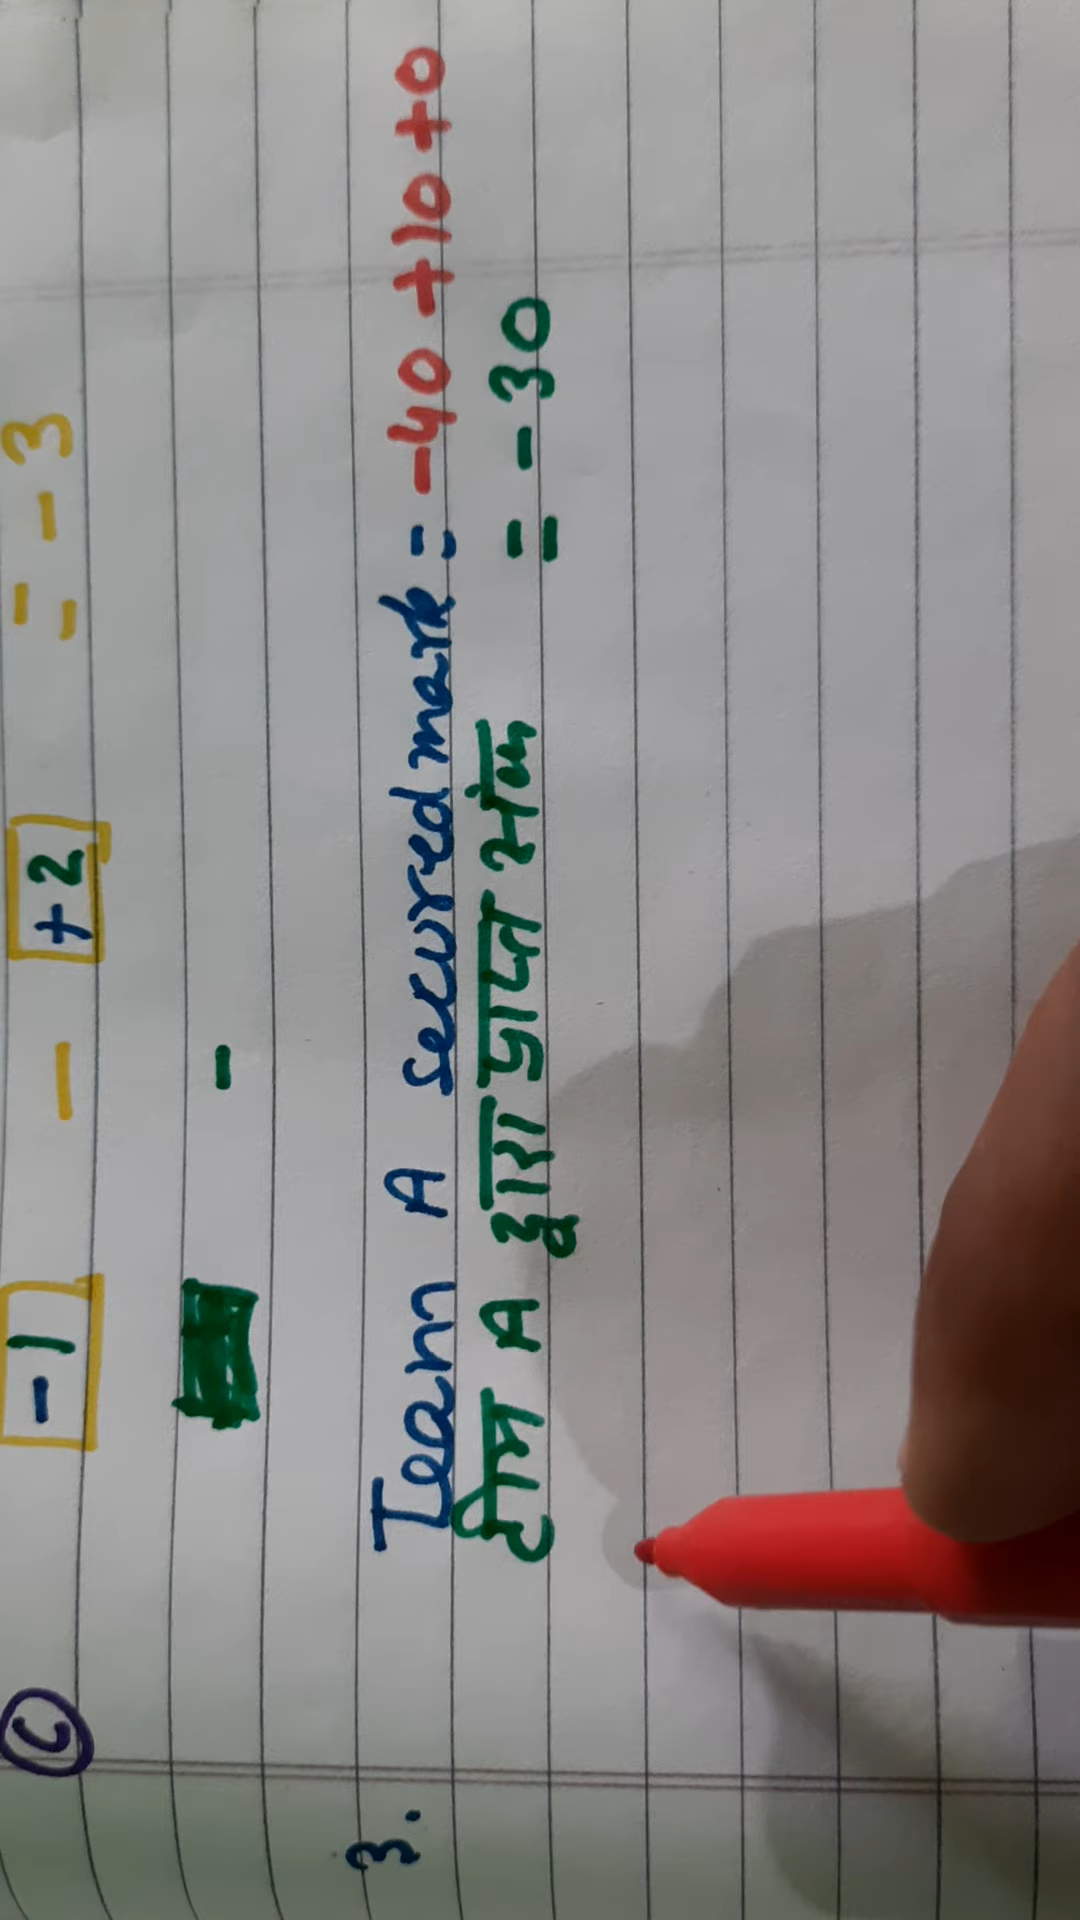 C -1 - +2 = - 3
-
3. Team A secured mark = -40 +10 +0
टीम A द्वारा प्राप्त अंक = - 30